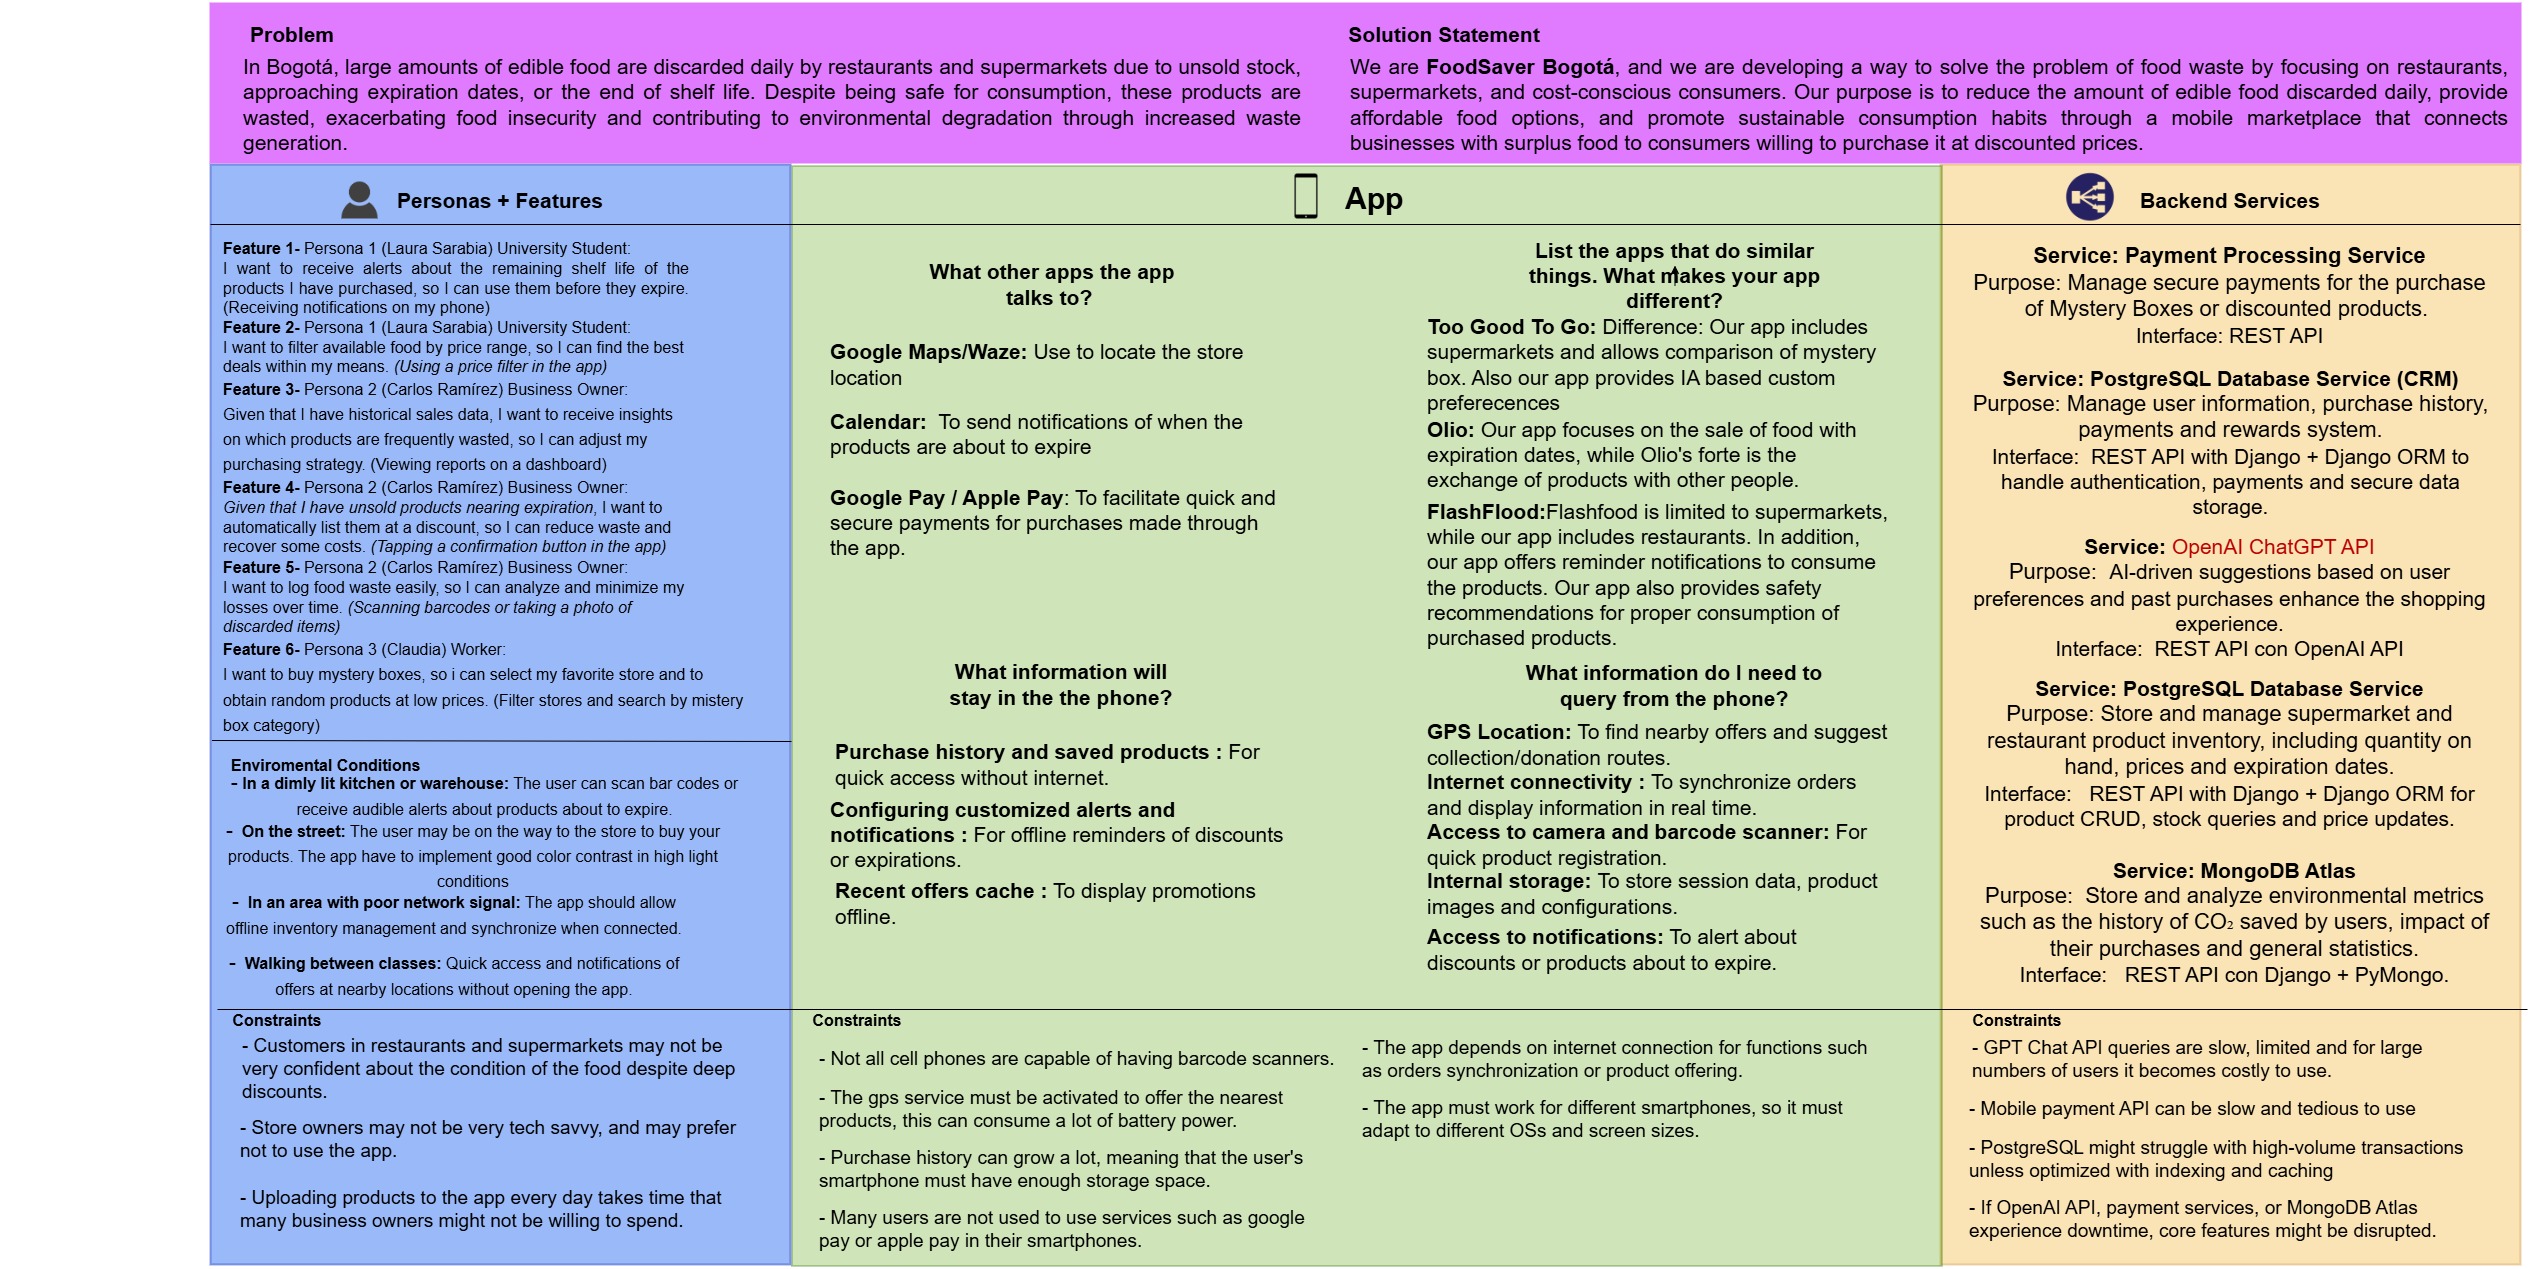 Problem
In Bogotá, large amounts of edible food are discarded daily by restaurants and supermarkets due to unsold stock,
approaching expiration dates, or the end of shelf life. Despite being safe for consumption, these products are
wasted, exacerbating food insecurity and contributing to environmental degradation through increased waste
generation.
Solution Statement
We are FoodSaver Bogotá, and we are developing a way to solve the problem of food waste by focusing on restaurants,
supermarkets, and cost-conscious consumers. Our purpose is to reduce the amount of edible food discarded daily, provide
affordable food options, and promote sustainable consumption habits through a mobile marketplace that connects
businesses with surplus food to consumers willing to purchase it at discounted prices.
Personas + Features
Feature 1- Persona 1 (Laura Sarabia) University Student:
I want to receive alerts about the remaining shelf life of the
products I have purchased, so I can use them before they expire.
(Receiving notifications on my phone)
Feature 2- Persona 1 (Laura Sarabia) University Student:
I want to filter available food by price range, so I can find the best
deals within my means. (Using a price filter in the app)
Feature 3- Persona 2 (Carlos Ramírez) Business Owner:
Given that I have historical sales data, I want to receive insights
on which products are frequently wasted, so I can adjust my
purchasing strategy. (Viewing reports on a dashboard)
Feature 4- Persona 2 (Carlos Ramírez) Business Owner:
Given that I have unsold products nearing expiration, I want to
automatically list them at a discount, so I can reduce waste and
recover some costs. (Tapping a confirmation button in the app)
Feature 5- Persona 2 (Carlos Ramírez) Business Owner:
I want to log food waste easily, so I can analyze and minimize my
losses over time. (Scanning barcodes or taking a photo of
discarded items)
Feature 6- Persona 3 (Claudia) Worker:
I want to buy mystery boxes, so i can select my favorite store and to
obtain random products at low prices. (Filter stores and search by mistery
box category)
Enviromental Conditions
- In a dimly lit kitchen or warehouse: The user can scan bar codes or
receive audible alerts about products about to expire.
- On the street: The user may be on the way to the store to buy your
products. The app have to implement good color contrast in high light
conditions
- In an area with poor network signal: The app should allow
offline inventory management and synchronize when connected.
- Walking between classes: Quick access and notifications of
offers at nearby locations without opening the app.
Constraints
- Customers in restaurants and supermarkets may not be
very confident about the condition of the food despite deep
discounts.
- Store owners may not be very tech savvy, and may prefer
not to use the app.
- Uploading products to the app every day takes time that
many business owners might not be willing to spend.
App
What other apps the app
talks to?
Google Maps/Waze: Use to locate the store
location
Calendar: To send notifications of when the
products are about to expire
Google Pay / Apple Pay: To facilitate quick and
secure payments for purchases made through
the app.
List the apps that do similar
things. What makes your app
different?
Too Good To Go: Difference: Our app includes
supermarkets and allows comparison of mystery
box. Also our app provides IA based custom
preferecences
Olio: Our app focuses on the sale of food with
expiration dates, while Olio's forte is the
exchange of products with other people.
FlashFlood:Flashfood is limited to supermarkets,
while our app includes restaurants. In addition,
our app offers reminder notifications to consume
the products. Our app also provides safety
recommendations for proper consumption of
purchased products.
What information will
stay in the the phone?
Purchase history and saved products : For
quick access without internet.
Configuring customized alerts and
notifications : For offline reminders of discounts
or expirations.
Recent offers cache : To display promotions
offline.
What information do I need to
query from the phone?
GPS Location: To find nearby offers and suggest
collection/donation routes.
Internet connectivity : To synchronize orders
and display information in real time.
Access to camera and barcode scanner: For
quick product registration.
Internal storage: To store session data, product
images and configurations.
Access to notifications: To alert about
discounts or products about to expire.
Constraints
- Not all cell phones are capable of having barcode scanners.
- The gps service must be activated to offer the nearest
products, this can consume a lot of battery power.
- Purchase history can grow a lot, meaning that the user's
smartphone must have enough storage space.
- Many users are not used to use services such as google
pay or apple pay in their smartphones.
- The app depends on internet connection for functions such
as orders synchronization or product offering.
- The app must work for different smartphones, so it must
adapt to different OSs and screen sizes.
Backend Services
Service: Payment Processing Service
Purpose: Manage secure payments for the purchase
of Mystery Boxes or discounted products.
Interface: REST API
Service: PostgreSQL Database Service (CRM)
Purpose: Manage user information, purchase history,
payments and rewards system.
Interface: REST API with Django + Django ORM to
handle authentication, payments and secure data
storage.
Service: OpenAI ChatGPT API
Purpose: AI-driven suggestions based on user
preferences and past purchases enhance the shopping
experience.
Interface: REST API con OpenAI API
Service: PostgreSQL Database Service
Purpose: Store and manage supermarket and
restaurant product inventory, including quantity on
hand, prices and expiration dates.
Interface: REST API with Django + Django ORM for
product CRUD, stock queries and price updates.
Service: MongoDB Atlas
Purpose: Store and analyze environmental metrics
such as the history of CO₂ saved by users, impact of
their purchases and general statistics.
Interface: REST API con Django + PyMongo.
Constraints
- GPT Chat API queries are slow, limited and for large
numbers of users it becomes costly to use.
- Mobile payment API can be slow and tedious to use
- PostgreSQL might struggle with high-volume transactions
unless optimized with indexing and caching
- If OpenAI API, payment services, or MongoDB Atlas
experience downtime, core features might be disrupted.